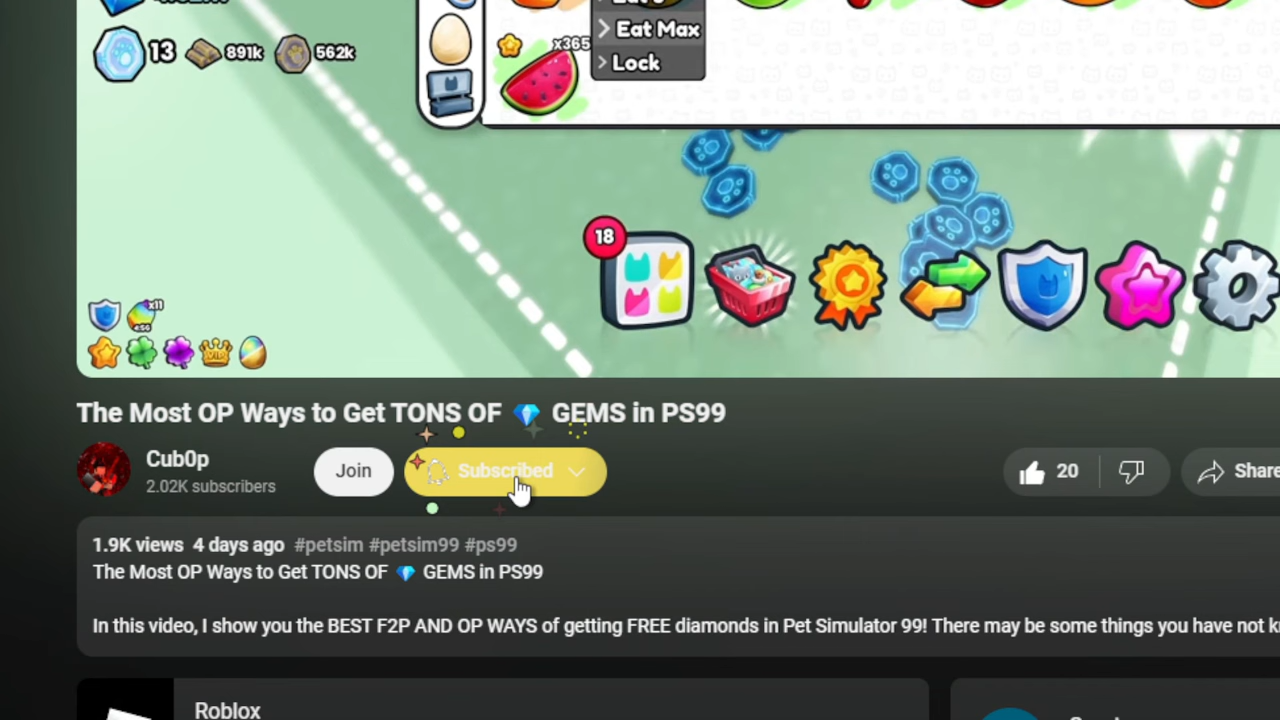 13 891k 562k
x365
> Eat Max
> Lock
18
x11
4:56
VIP
The Most OP Ways to Get TONS OF 💎 GEMS in PS99
Cub0p
2.02K subscribers
Join
Subscribed
20
Share
1.9K views 4 days ago #petsim #petsim99 #ps99
The Most OP Ways to Get TONS OF 💎 GEMS in PS99
In this video, I show you the BEST F2P AND OP WAYS of getting FREE diamonds in Pet Simulator 99! There may be some things you have not
Roblox